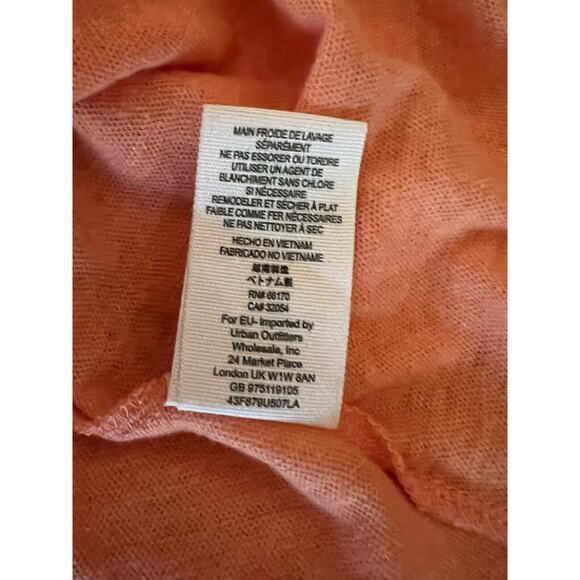 MAIN FROIDE DE LAVAGE
SÉPARÉMENT
NE PAS ESSORER OU TORDRE
UTILISER UN AGENT DE
BLANCHIMENT SANS CHLORE
SI NÉCESSAIRE
REMODELER ET SÉCHER À PLAT
FAIBLE COMME FER NÉCESSAIRES
NE PAS NETTOYER À SEC
HECHO EN VIETNAM
FABRICADO NO VIETNAME
越南製造
ベトナム製
RN# 66170
CA# 32054
For EU- Imported by
Urban Outfitters
Wholesale, Inc
24 Market Place
London UK W1W 8AN
GB 975119105
4SF879U507LA